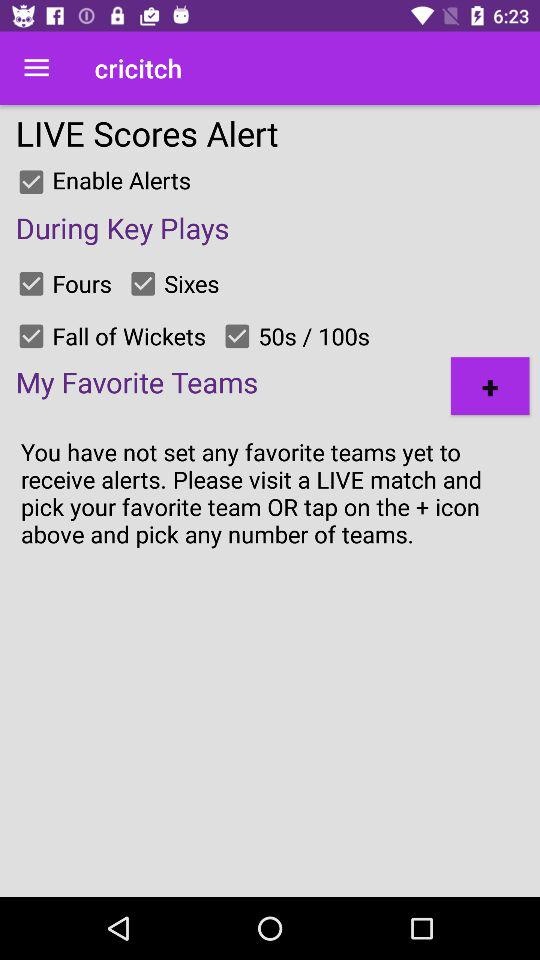 6:23
cricitch
LIVE Scores Alert
Enable Alerts
During Key Plays
Fours Sixes
Fall of Wickets 50s / 100s
My Favorite Teams +
You have not set any favorite teams yet to
receive alerts. Please visit a LIVE match and
pick your favorite team OR tap on the + icon
above and pick any number of teams.